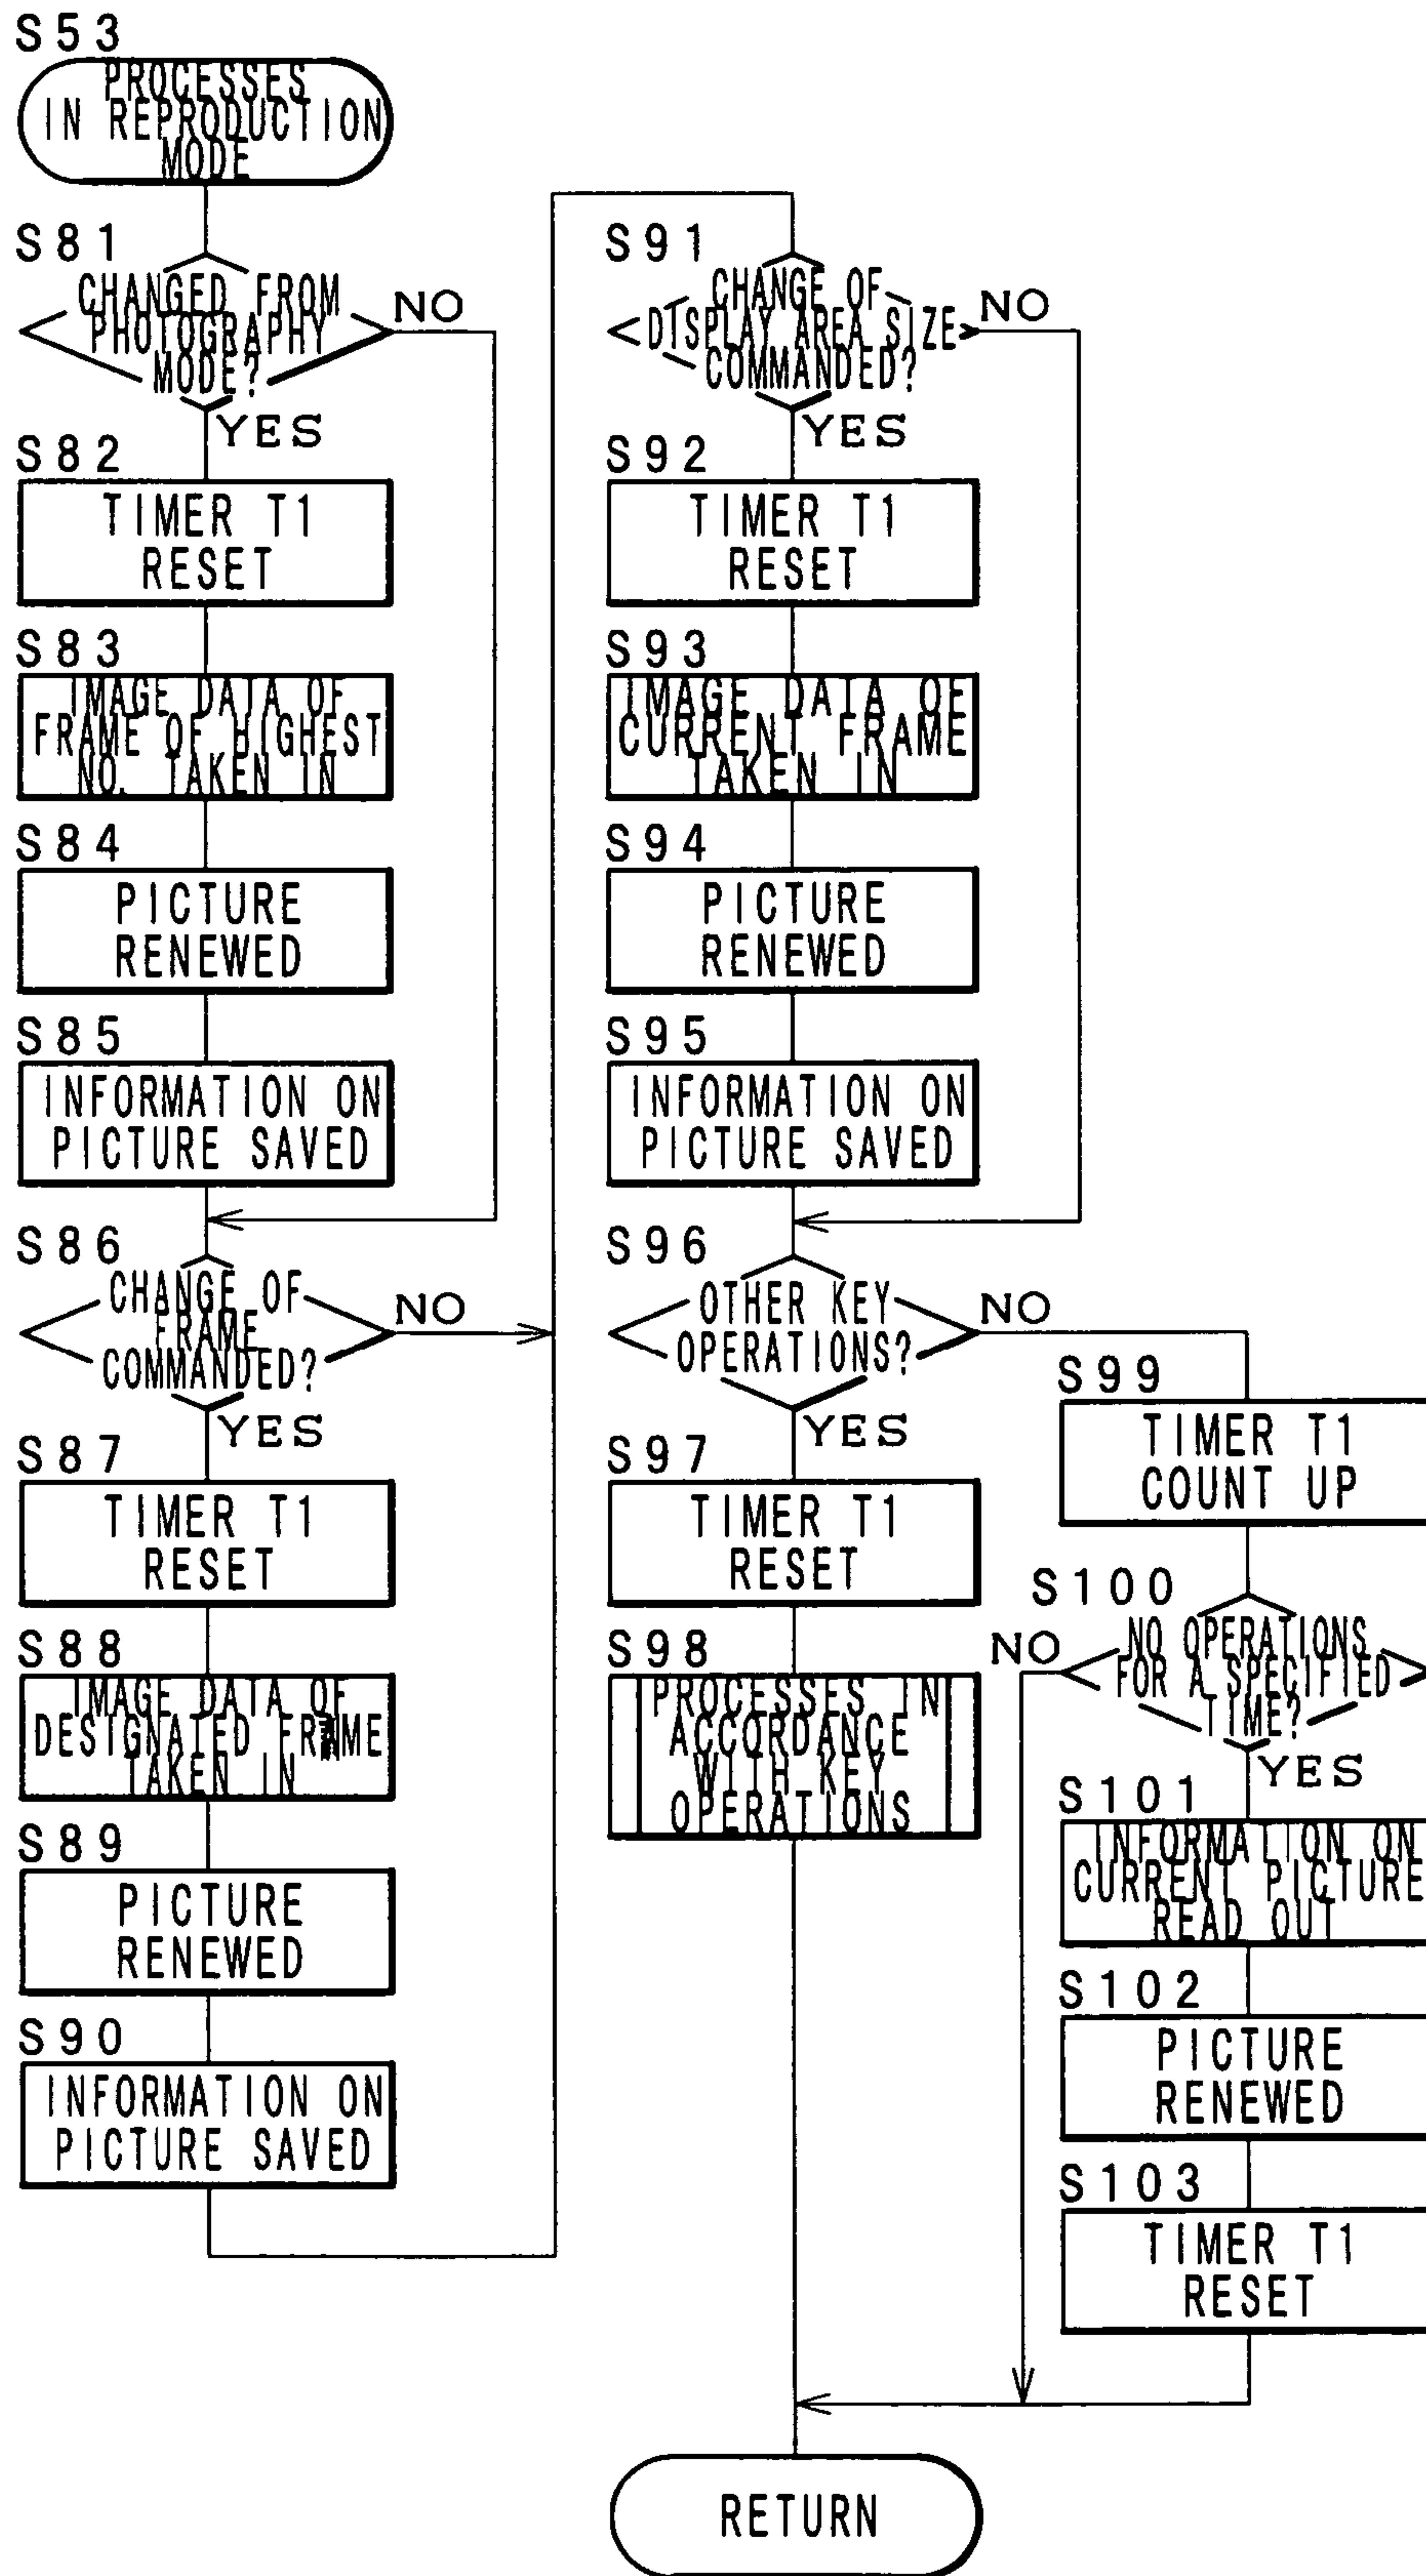 S53
PROCESSES
IN REPRODUCTION
MODE
S81
CHANGED FROM
PHOTOGRAPHY
MODE?
NO
YES
S82
TIMER T1
RESET
S83
IMAGE DATA OF
FRAME OF HIGHEST
NO. TAKEN IN
S84
PICTURE
RENEWED
S85
INFORMATION ON
PICTURE SAVED
S86
CHANGE OF
FRAME
COMMANDED?
NO
YES
S87
TIMER T1
RESET
S88
IMAGE DATA OF
DESIGNATED FRAME
TAKEN IN
S89
PICTURE
RENEWED
S90
INFORMATION ON
PICTURE SAVED
S91
CHANGE OF
DISPLAY AREA SIZE
COMMANDED?
NO
YES
S92
TIMER T1
RESET
S93
IMAGE DATA OF
CURRENT FRAME
TAKEN IN
S94
PICTURE
RENEWED
S95
INFORMATION ON
PICTURE SAVED
S96
OTHER KEY
OPERATIONS?
NO
YES
S97
TIMER T1
RESET
S98
PROCESSES IN
ACCORDANCE
WITH KEY
OPERATIONS
S99
TIMER T1
COUNT UP
S100
NO OPERATIONS
FOR A SPECIFIED
TIME?
NO
YES
S101
INFORMATION ON
CURRENT PICTURE
READ OUT
S102
PICTURE
RENEWED
S103
TIMER T1
RESET
RETURN